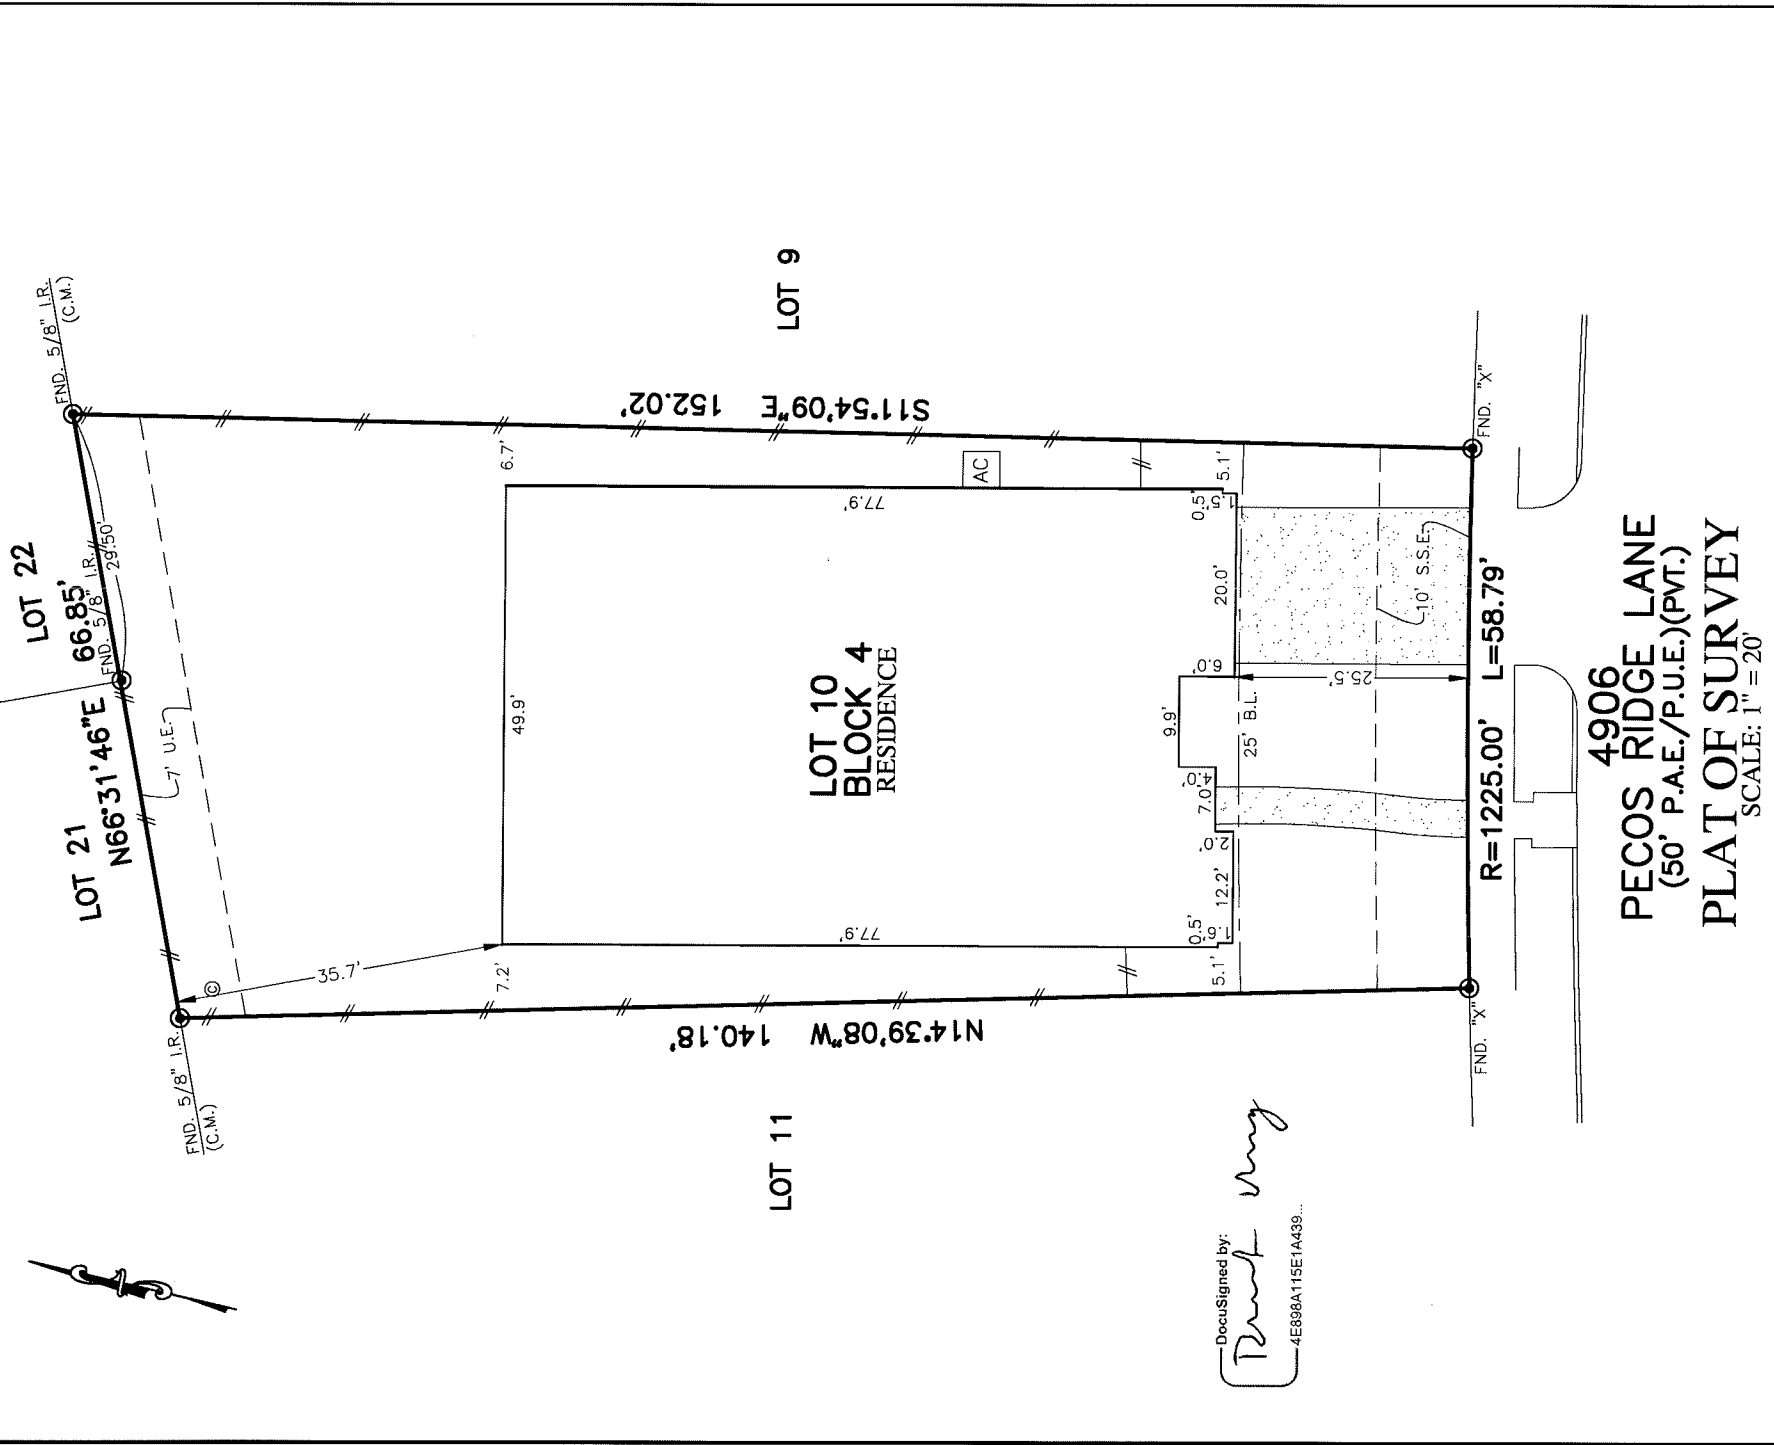 LOT 22
66.85'
FND. 5/8" I.R.
29.50'
FND. 5/8" I.R.
(C.M.)
LOT 21
N66°31'46"E
7' U.E.
FND. 5/8" I.R.
(C.M.)
©
35.7'
7.2'
6.7'
49.9'
LOT 9
S11°54'09"E 152.02'
77.9'
AC
LOT 10
BLOCK 4
RESIDENCE
77.9'
N14°39'08"W 140.18'
LOT 11
5.1'
0.5'
1.6'
12.2'
2.0'
7.0'
4.0'
9.9'
6.0'
20.0'
0.5'
1.5'
5.1'
25' B.L.
25.5'
10' S.S.E.
FND. "X"
FND. "X"
R=1225.00' L=58.79'
4906
PECOS RIDGE LANE
(50' P.A.E./P.U.E.)(PVT.)
PLAT OF SURVEY
SCALE: 1" = 20'
DocuSigned by:
4E898A115E1A439...